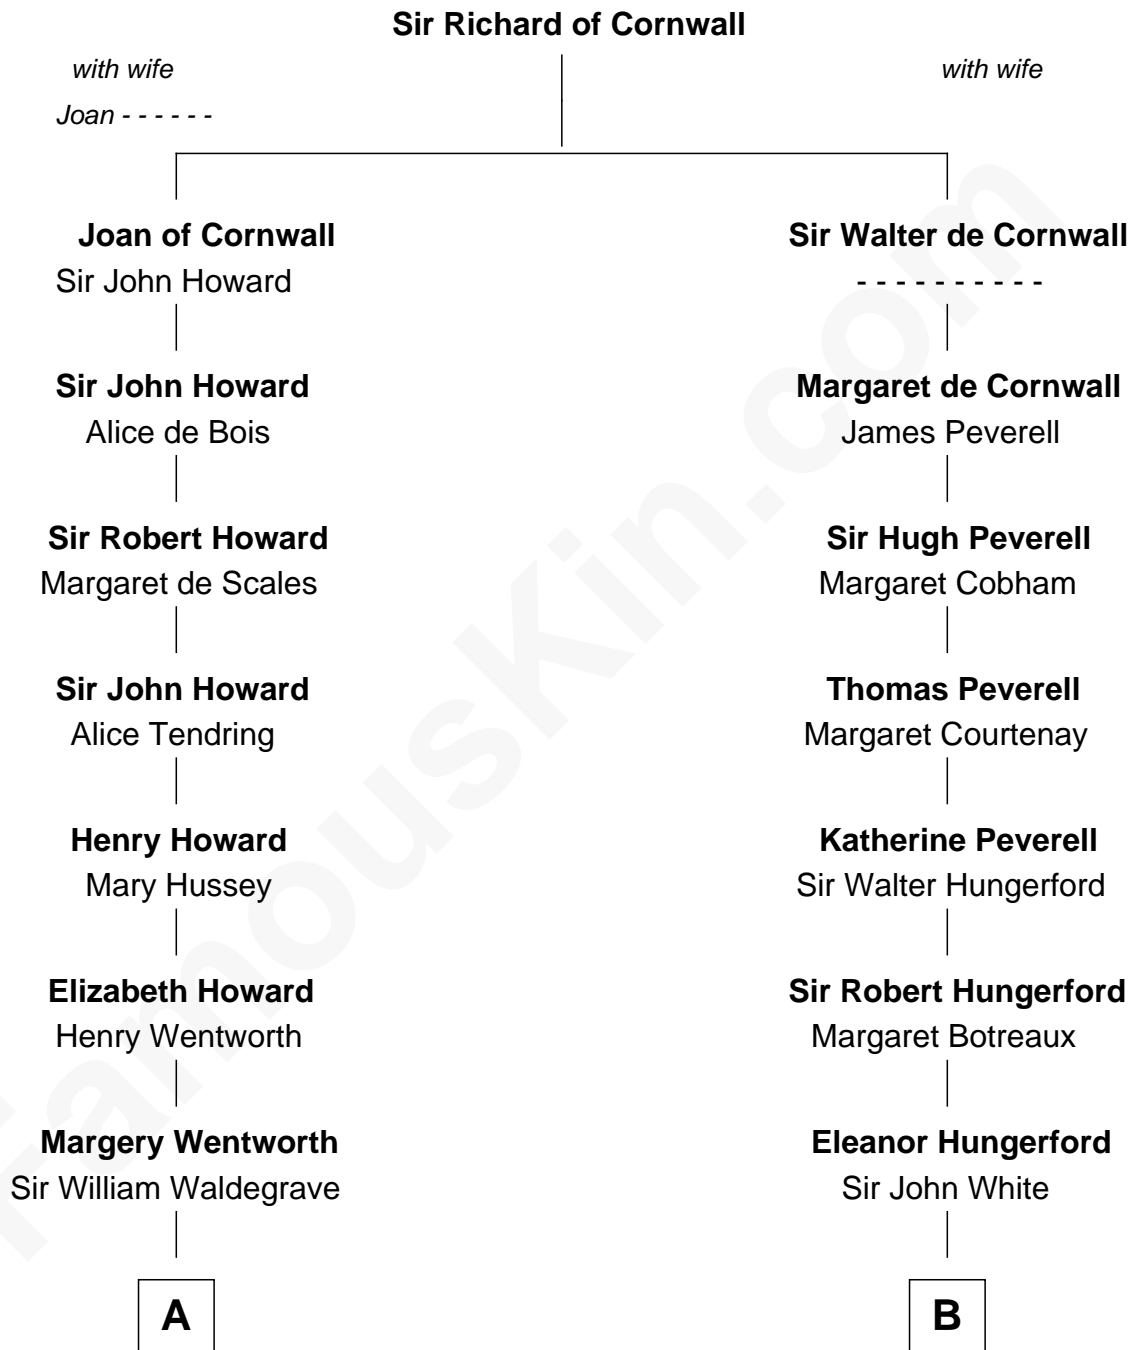 Sir Richard of Cornwall
with wife
with wife
Joan - - - - - -
Joan of Cornwall
Sir John Howard
Sir Walter de Cornwall
- - - - - - - - - -
Sir John Howard
Alice de Bois
Margaret de Cornwall
James Peverell
Sir Robert Howard
Margaret de Scales
Sir Hugh Peverell
Margaret Cobham
Sir John Howard
Alice Tendring
Thomas Peverell
Margaret Courtenay
Henry Howard
Mary Hussey
Katherine Peverell
Sir Walter Hungerford
Elizabeth Howard
Henry Wentworth
Sir Robert Hungerford
Margaret Botreaux
Margery Wentworth
Sir William Waldegrave
Eleanor Hungerford
Sir John White
A
B
FamousKin.com